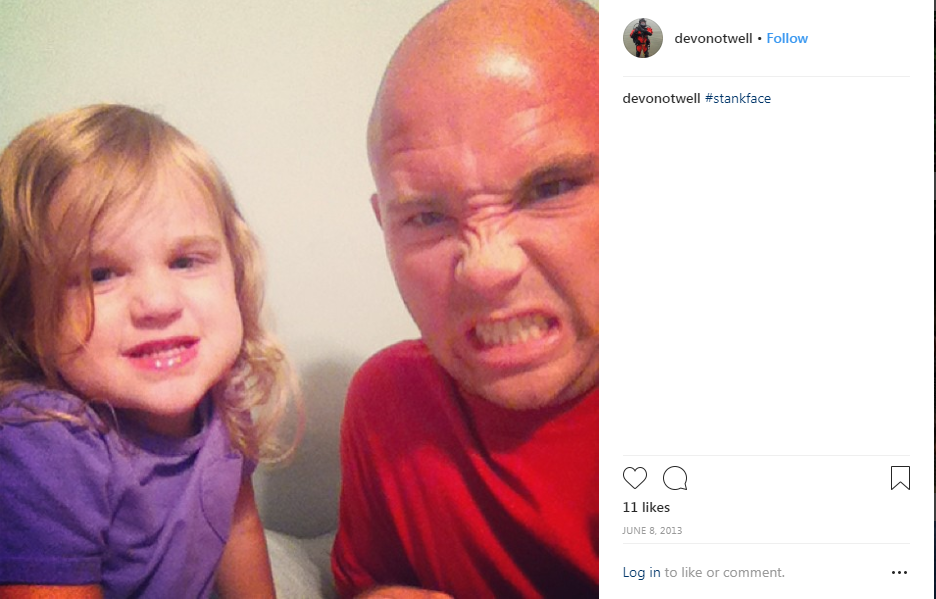 devonotwell • Follow
devonotwell #stankface
11 likes
JUNE 8, 2013
Log in to like or comment.